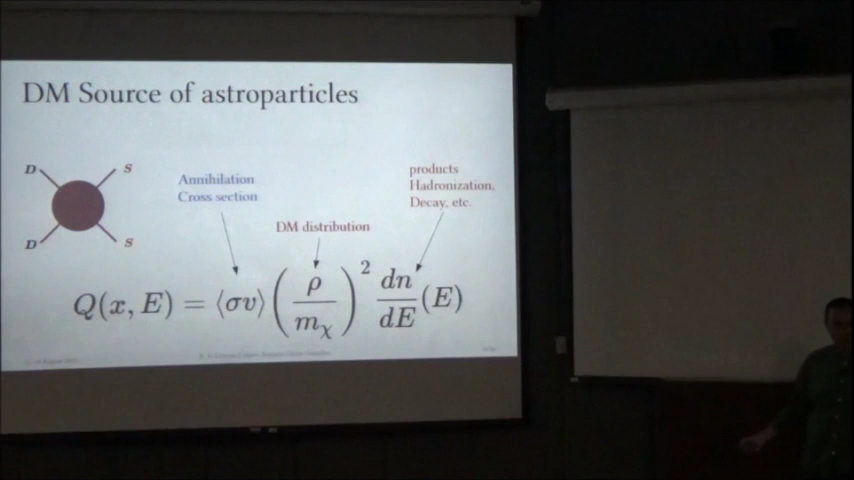 DM Source of astroparticles
D S
D S
Annihilation
Cross section
DM distribution
products
Hadronization,
Decay, etc.
Q(x, E) = ⟨σv⟩ (ρ/m_χ)^2 dn/dE (E)